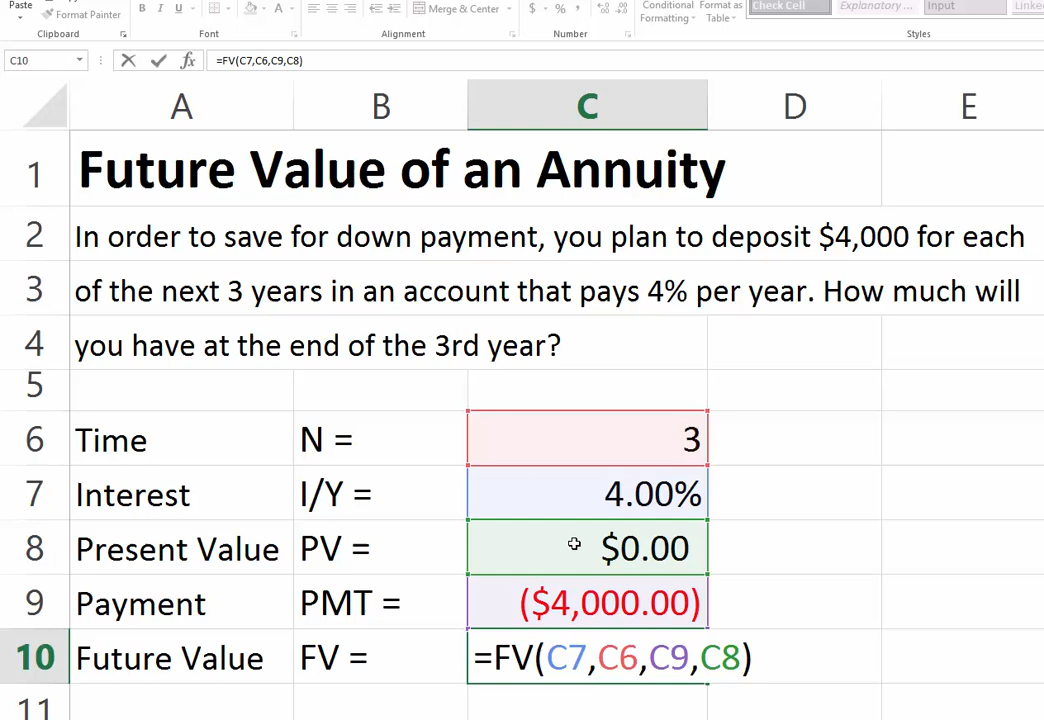 Paste
Format Painter
B I U
A
Merge & Center
$ % ,
Conditional
Formatting
Format as
Table
Check Cell
Explanatory ...
Input
Clipboard
Font
Alignment
Number
Styles
C10
fx
=FV(C7,C6,C9,C8)
A B C D E
1 Future Value of an Annuity
2 In order to save for down payment, you plan to deposit $4,000 for each
3 of the next 3 years in an account that pays 4% per year. How much will
4 you have at the end of the 3rd year?
5
6 Time N = 3
7 Interest I/Y = 4.00%
8 Present Value PV = $0.00
9 Payment PMT = ($4,000.00)
10 Future Value FV = =FV(C7,C6,C9,C8)
11